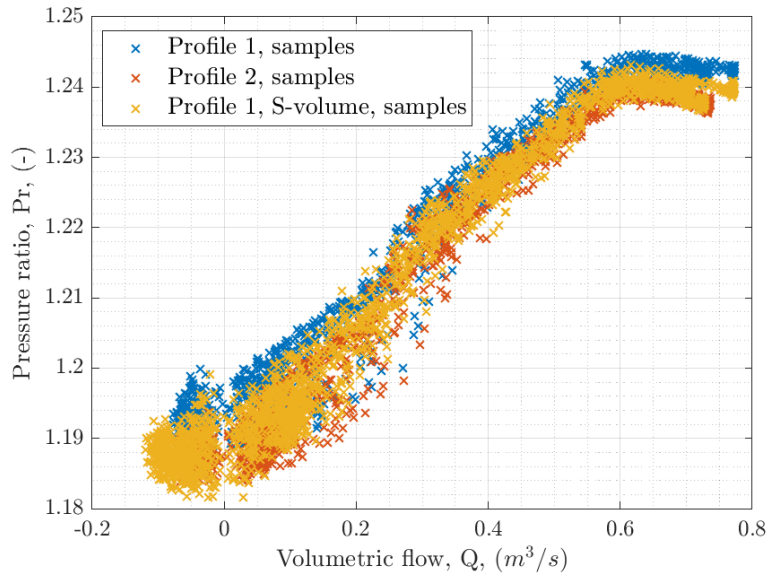 1.25
1.24
1.23
1.22
1.21
1.2
1.19
1.18
Pressure ratio, Pr, (-)
Profile 1, samples
Profile 2, samples
Profile 1, S-volume, samples
-0.2
0
0.2
0.4
0.6
0.8
Volumetric flow, Q, (m³/s)